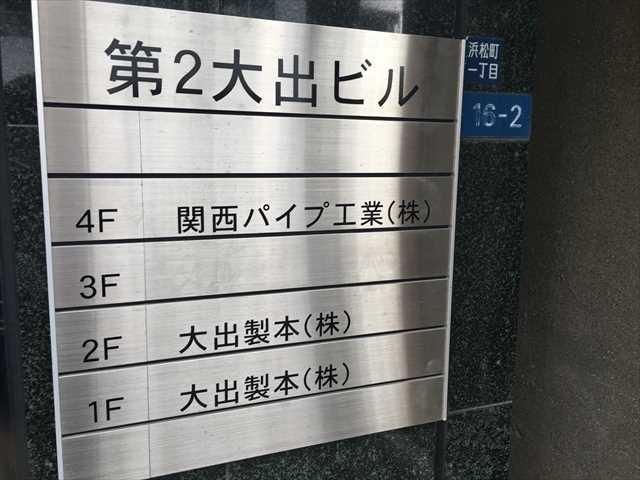 第2大出ビル
浜松町
一丁目
16-2
4F 関西パイプ工業(株)
3F
2F 大出製本(株)
1F 大出製本(株)